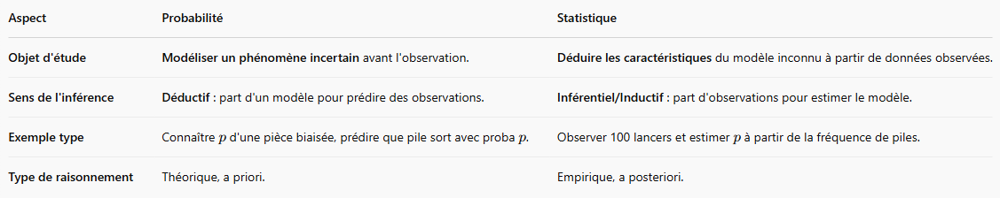 Aspect Probabilité Statistique
Objet d'étude Modéliser un phénomène incertain avant l'observation. Déduire les caractéristiques du modèle inconnu à partir de données observées.
Sens de l'inférence Déductif : part d'un modèle pour prédire des observations. Inférentiel/Inductif : part d'observations pour estimer le modèle.
Exemple type Connaître p d'une pièce biaisée, prédire que pile sort avec proba p. Observer 100 lancers et estimer p à partir de la fréquence de piles.
Type de raisonnement Théorique, a priori. Empirique, a posteriori.